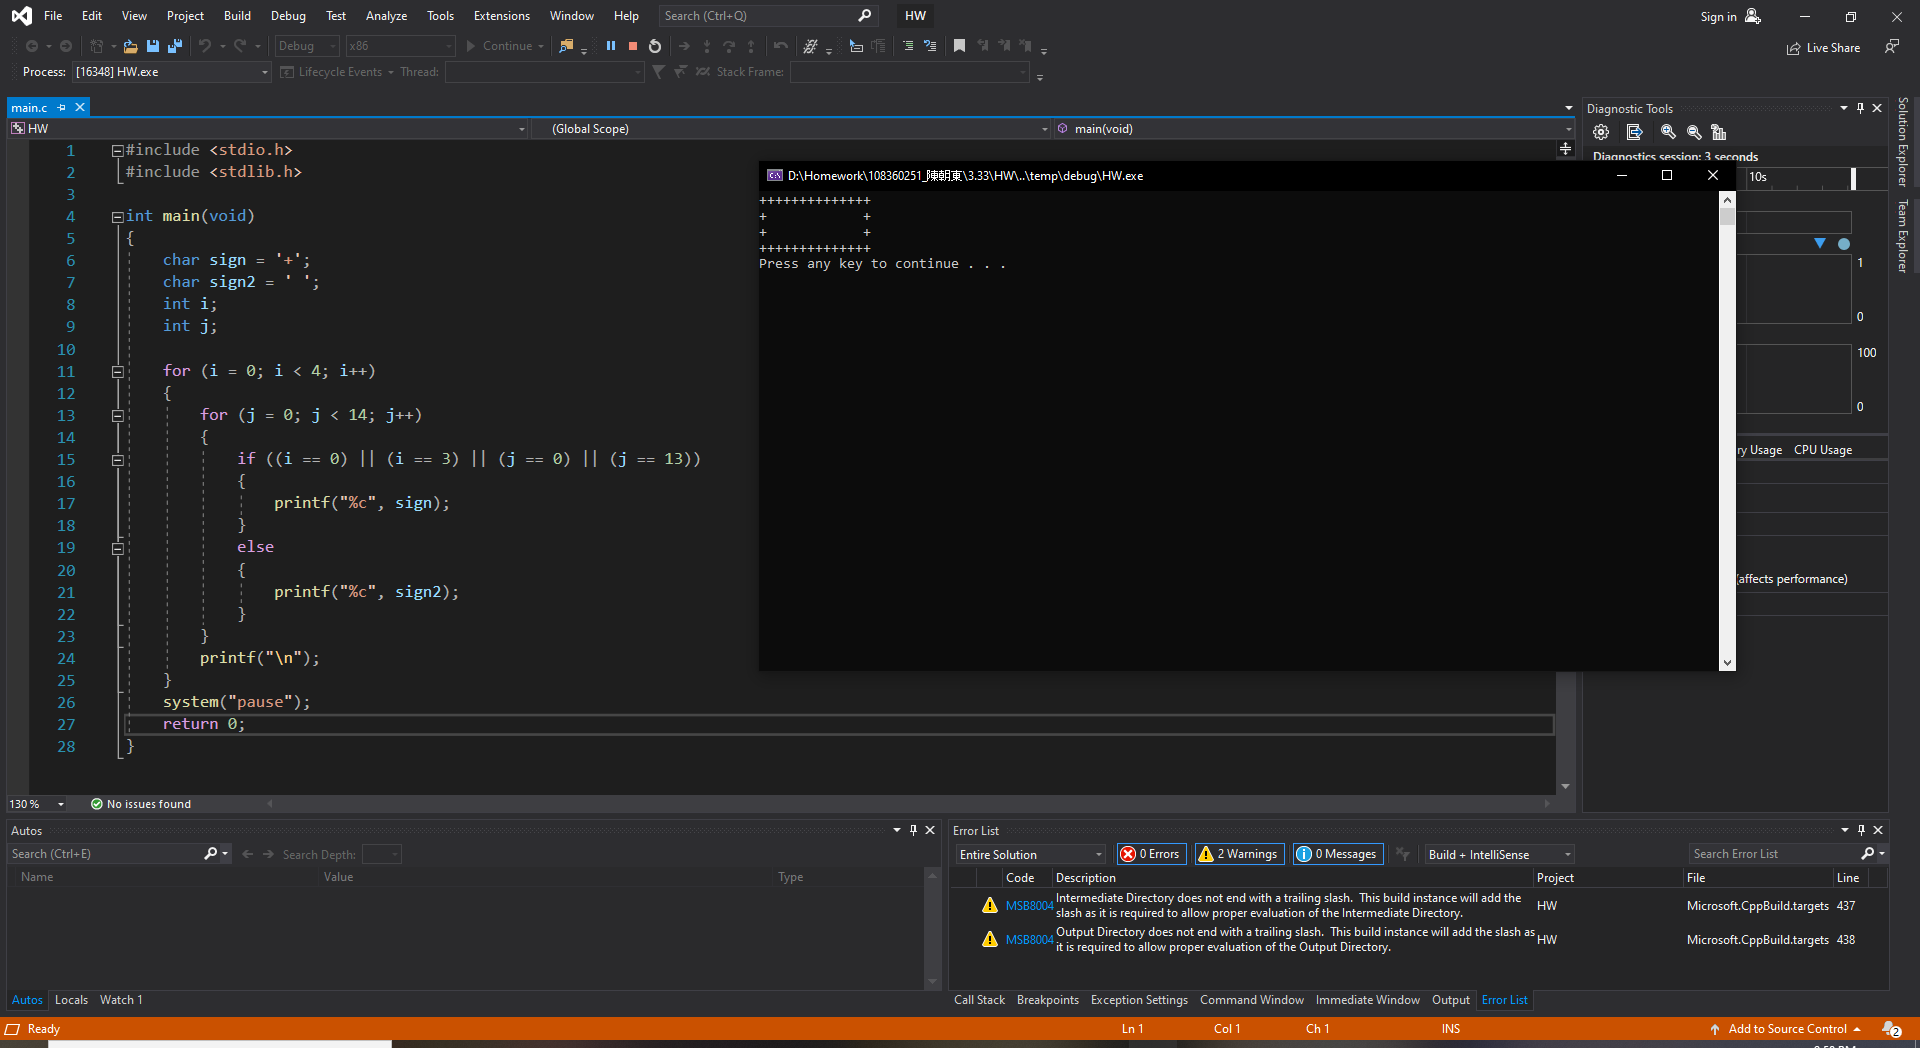 File Edit View Project Build Debug Test Analyze Tools Extensions Window Help Search (Ctrl+Q) HW Sign in
Debug x86 Continue Live Share
Process: [16348] HW.exe Lifecycle Events Thread: Stack Frame:
main.c
HW (Global Scope) main(void)
1 #include <stdio.h>
2 #include <stdlib.h>
3
4 int main(void)
5 {
6 char sign = '+';
7 char sign2 = ' ';
8 int i;
9 int j;
10
11 for (i = 0; i < 4; i++)
12 {
13 for (j = 0; j < 14; j++)
14 {
15 if ((i == 0) || (i == 3) || (j == 0) || (j == 13))
16 {
17 printf("%c", sign);
18 }
19 else
20 {
21 printf("%c", sign2);
22 }
23 }
24 printf("\n");
25 }
26 system("pause");
27 return 0;
28 }
130 % No issues found
D:\Homework\108360251_陳朝東\3.33\HW\..\temp\debug\HW.exe
++++++++++++++
+            +
+            +
++++++++++++++
Press any key to continue . . .
Diagnostic Tools
Diagnostics session: 3 seconds
10s
1
0
100
0
ry Usage CPU Usage
(affects performance)
Solution Explorer
Team Explorer
Autos
Search (Ctrl+E) Search Depth:
Name Value Type
Autos Locals Watch 1
Error List
Entire Solution 0 Errors 2 Warnings 0 Messages Build + IntelliSense Search Error List
Code Description Project File Line
MSB8004 Intermediate Directory does not end with a trailing slash. This build instance will add the slash as it is required to allow proper evaluation of the Intermediate Directory. HW Microsoft.CppBuild.targets 437
MSB8004 Output Directory does not end with a trailing slash. This build instance will add the slash as it is required to allow proper evaluation of the Output Directory. HW Microsoft.CppBuild.targets 438
Call Stack Breakpoints Exception Settings Command Window Immediate Window Output Error List
Ready Ln 1 Col 1 Ch 1 INS Add to Source Control 2